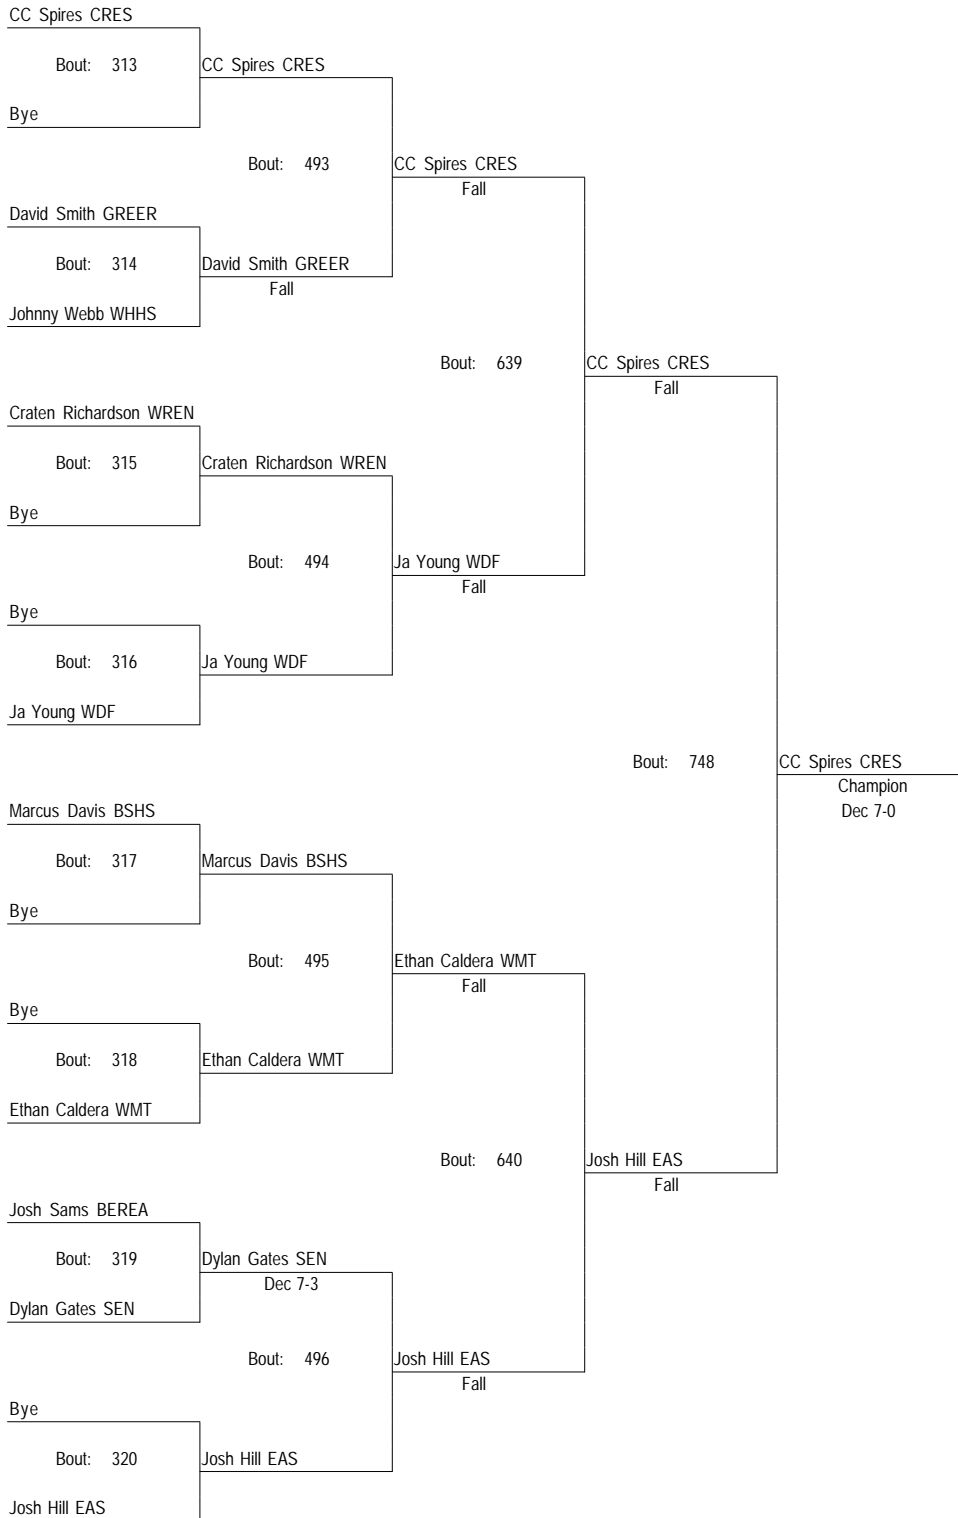 CC Spires CRES
Bout: 313 CC Spires CRES
Bye
Bout: 493 CC Spires CRES
Fall
David Smith GREER
Bout: 314 David Smith GREER
Fall
Johnny Webb WHHS
Bout: 639 CC Spires CRES
Fall
Craten Richardson WREN
Bout: 315 Craten Richardson WREN
Bye
Bout: 494 Ja Young WDF
Fall
Bye
Bout: 316 Ja Young WDF
Ja Young WDF
Bout: 748 CC Spires CRES
Champion
Dec 7-0
Marcus Davis BSHS
Bout: 317 Marcus Davis BSHS
Bye
Bout: 495 Ethan Caldera WMT
Fall
Bye
Bout: 318 Ethan Caldera WMT
Ethan Caldera WMT
Bout: 640 Josh Hill EAS
Fall
Josh Sams BEREA
Bout: 319 Dylan Gates SEN
Dec 7-3
Dylan Gates SEN
Bout: 496 Josh Hill EAS
Fall
Bye
Bout: 320 Josh Hill EAS
Josh Hill EAS